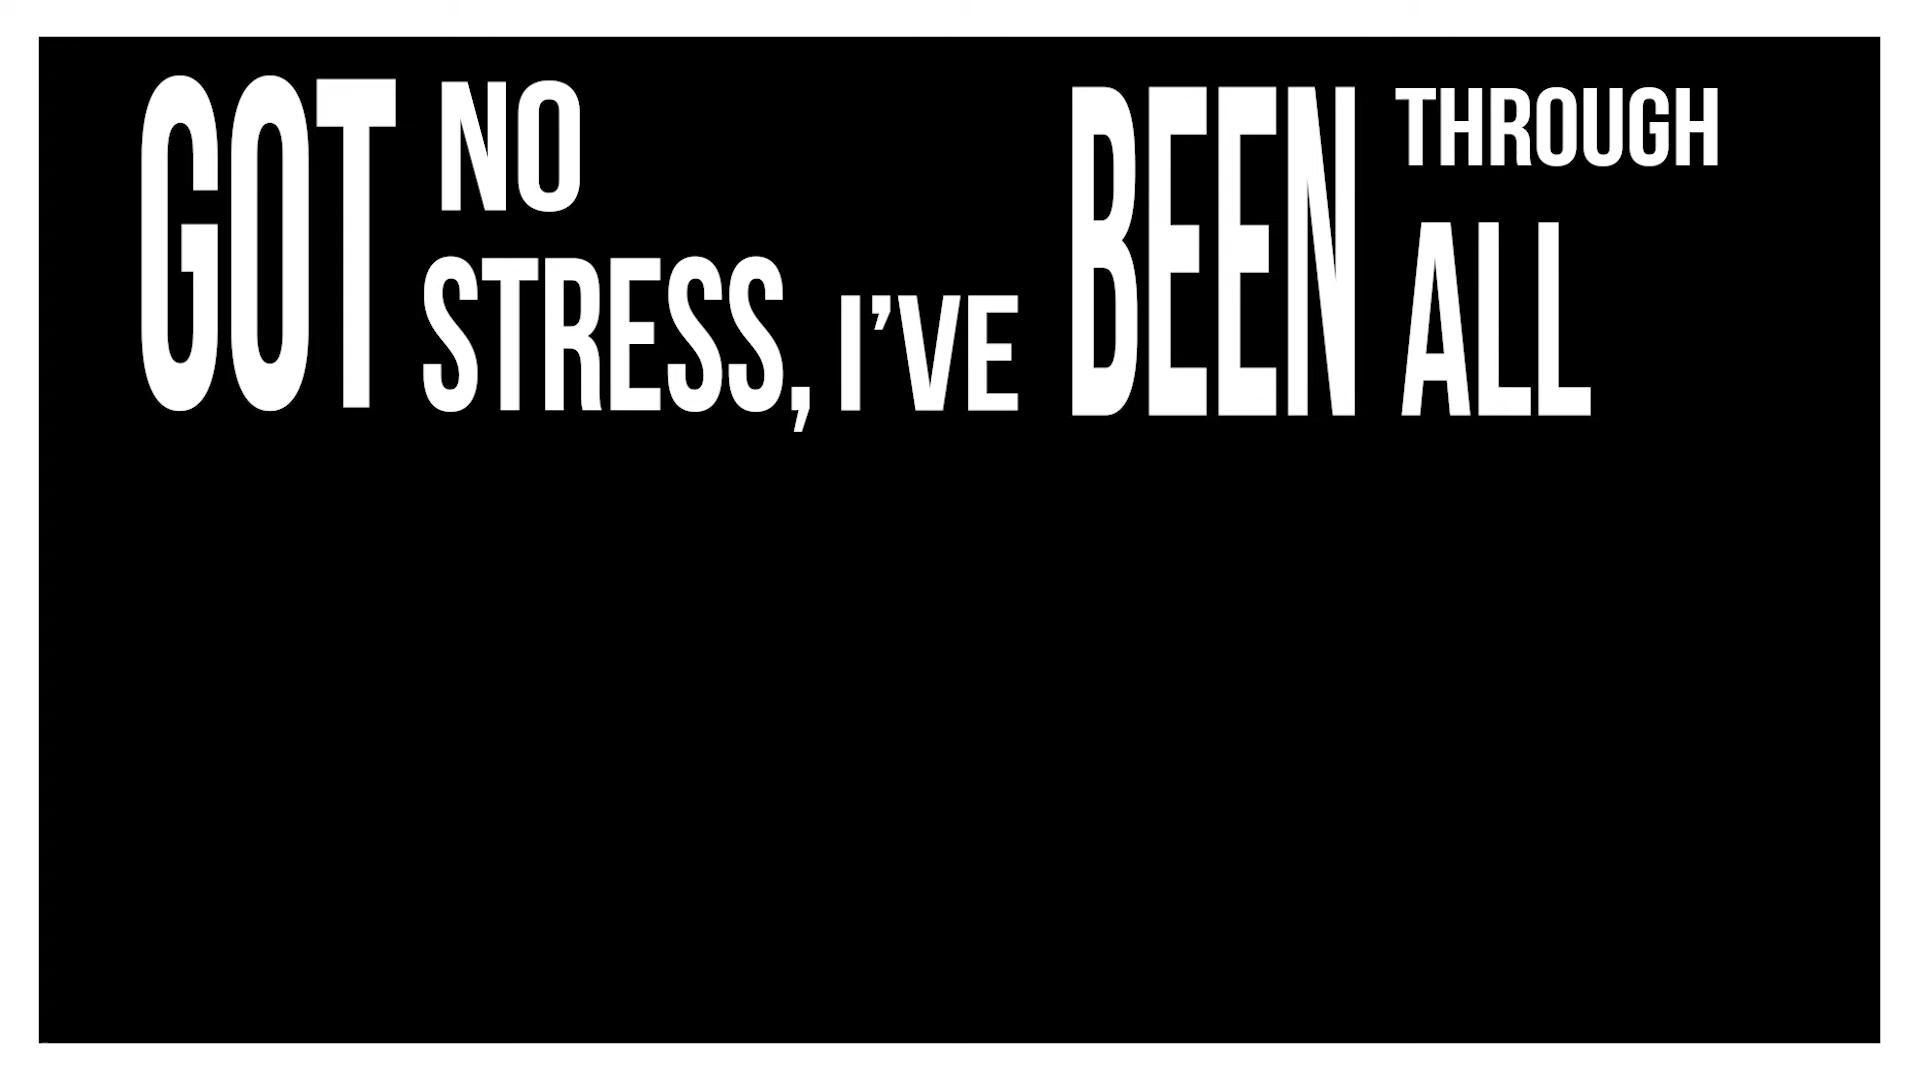 GOT NO
STRESS, I’VE BEEN THROUGH
ALL